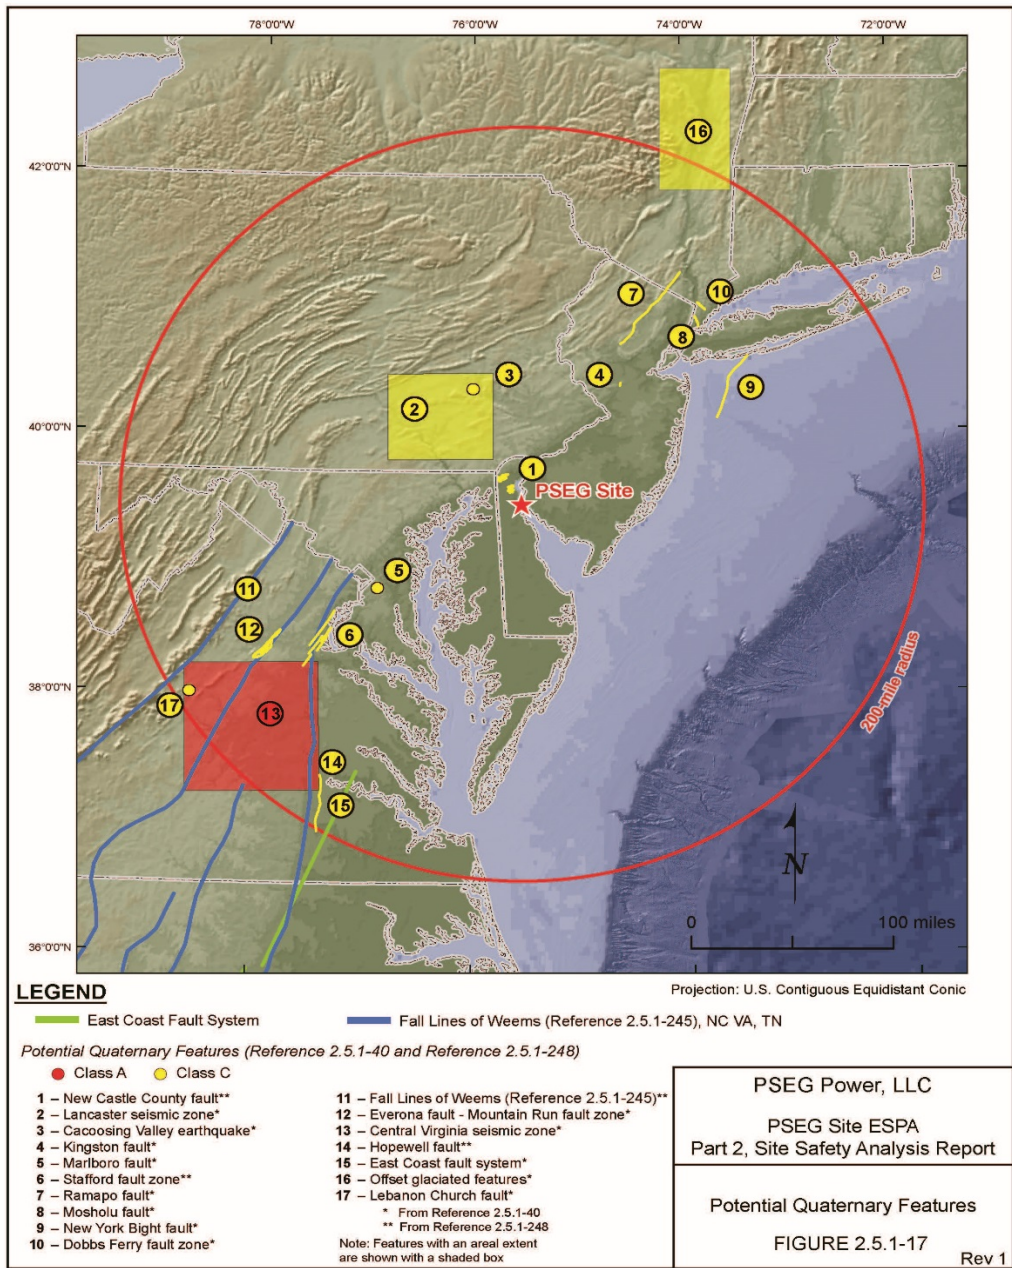 78°0'0"W 76°0'0"W 74°0'0"W 72°0'0"W
16
42°0'0"N
7
10
8
3
4
9
2
40°0'0"N
1
PSEG Site
5
11
12
6
200-mile radius
38°0'0"N
17
13
14
15
N
0 100 miles
36°0'0"N
LEGEND
Projection: U.S. Contiguous Equidistant Conic
East Coast Fault System
Fall Lines of Weems (Reference 2.5.1-245), NC VA, TN
Potential Quaternary Features (Reference 2.5.1-40 and Reference 2.5.1-248)
Class A
Class C
1 – New Castle County fault**
2 – Lancaster seismic zone*
3 – Cacoosing Valley earthquake*
4 – Kingston fault*
5 – Marlboro fault*
6 – Stafford fault zone**
7 – Ramapo fault*
8 – Mosholu fault*
9 – New York Bight fault*
10 – Dobbs Ferry fault zone*
11 – Fall Lines of Weems (Reference 2.5.1-245)**
12 – Everona fault - Mountain Run fault zone*
13 – Central Virginia seismic zone*
14 – Hopewell fault**
15 – East Coast fault system*
16 – Offset glaciated features*
17 – Lebanon Church fault*
* From Reference 2.5.1-40
** From Reference 2.5.1-248
Note: Features with an areal extent
are shown with a shaded box
PSEG Power, LLC
PSEG Site ESPA
Part 2, Site Safety Analysis Report
Potential Quaternary Features
FIGURE 2.5.1-17
Rev 1